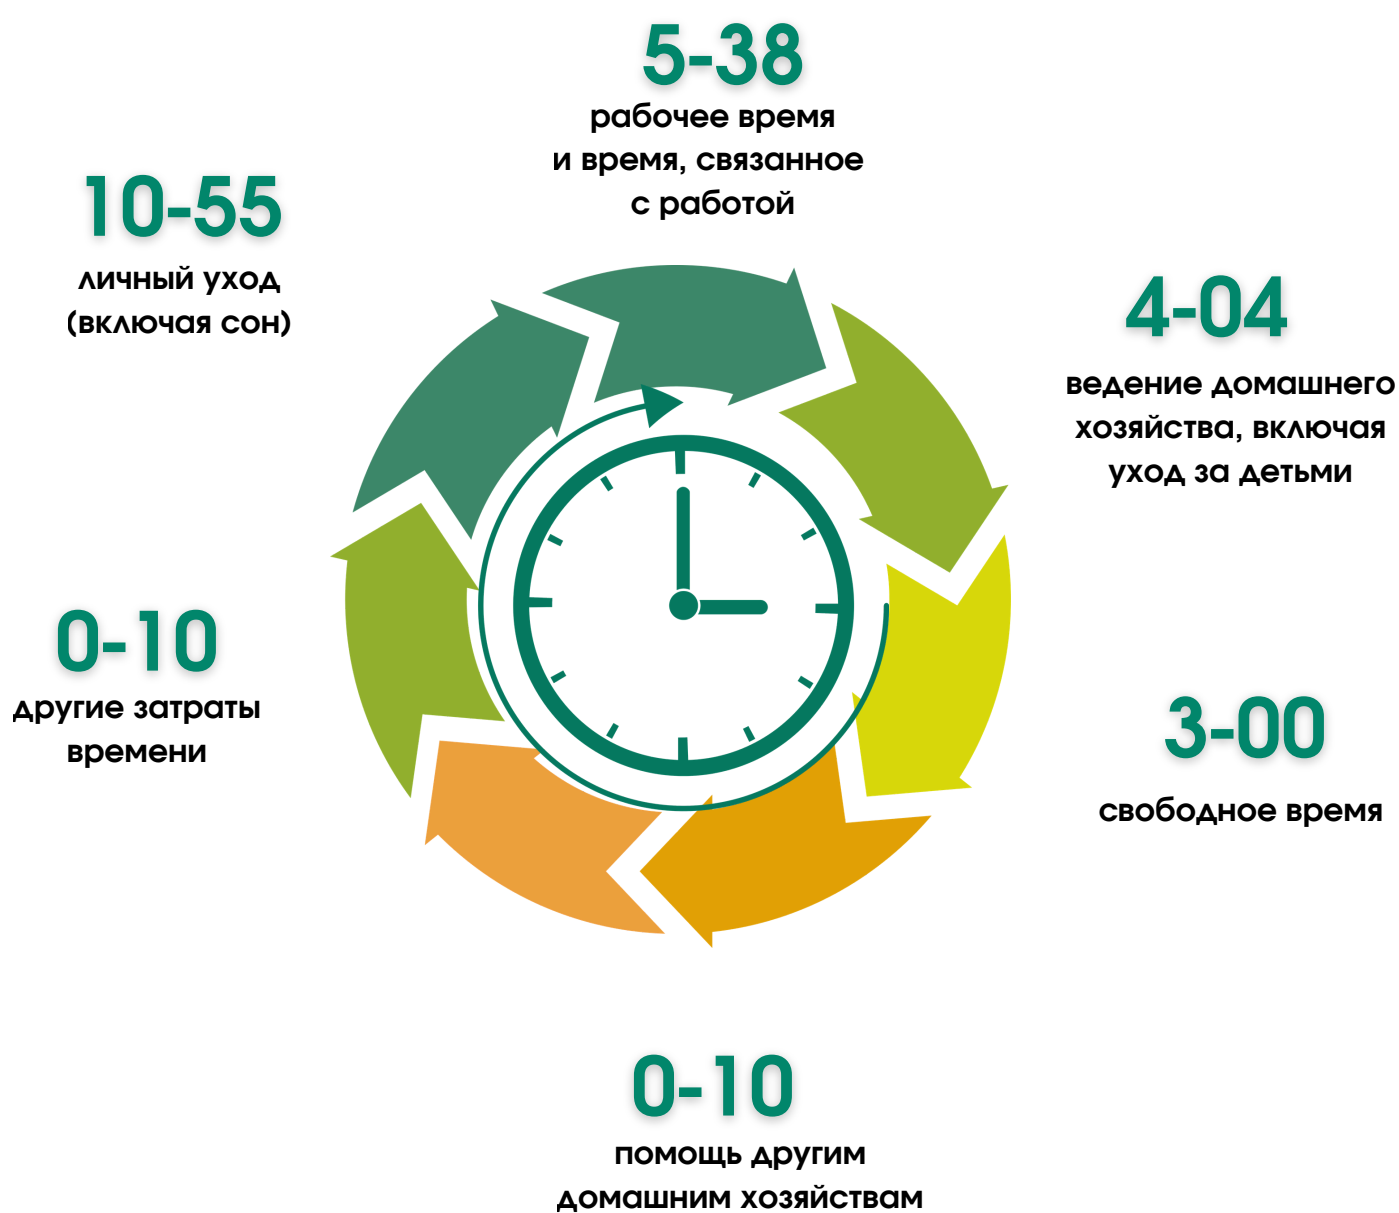 5-38
рабочее время
и время, связанное
с работой
10-55
личный уход
(включая сон)
4-04
ведение домашнего
хозяйства, включая
уход за детьми
0-10
другие затраты
времени
3-00
свободное время
0-10
помощь другим
домашним хозяйствам